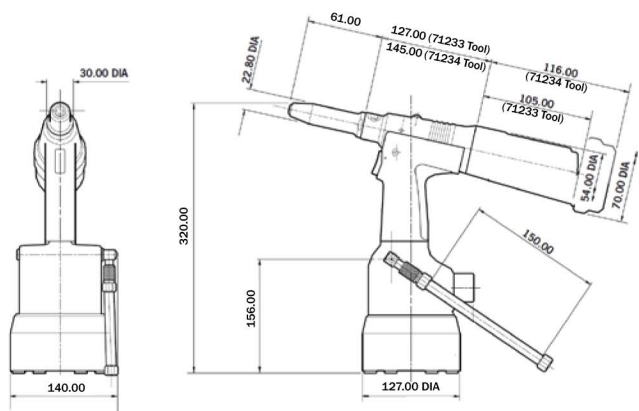 61.00
127.00 (71233 Tool)
145.00 (71234 Tool)
116.00
(71234 Tool)
105.00
(71233 Tool)
30.00 DIA
22.80 DIA
54.00 DIA
70.00 DIA
320.00
150.00
156.00
140.00
127.00 DIA